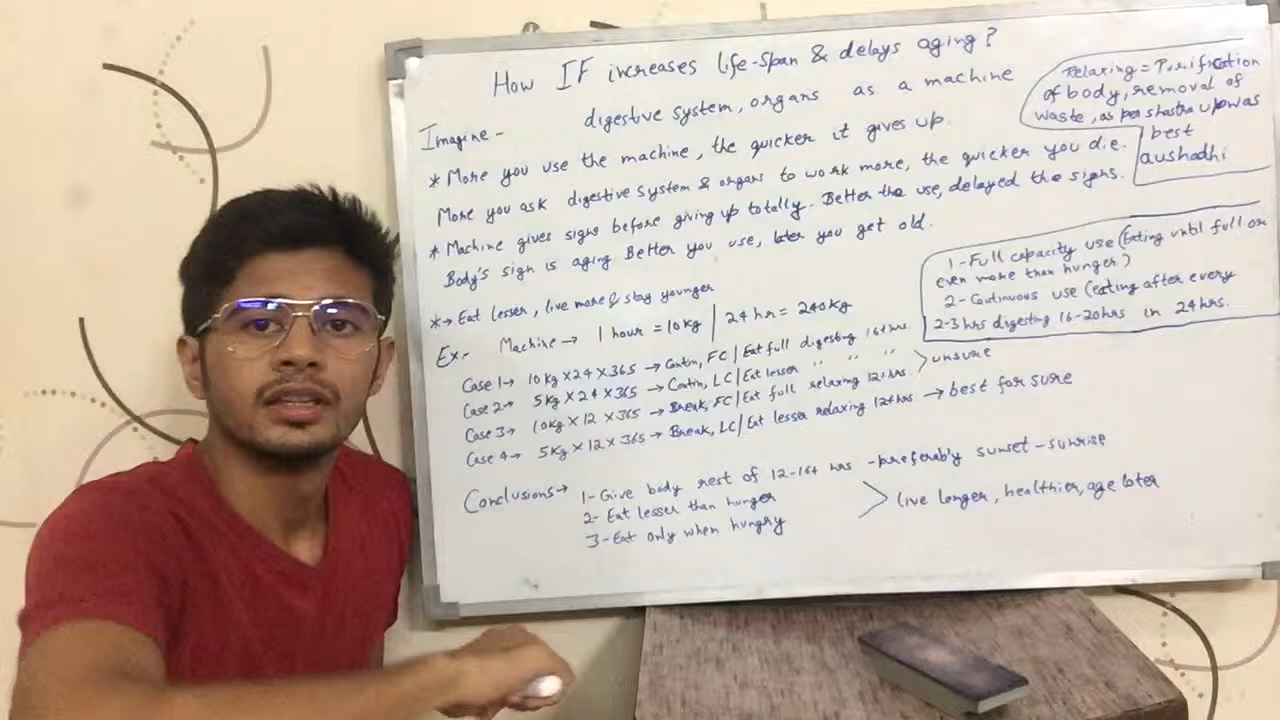 How IF increases life-span & delays aging?
Imagine - digestive system, organs as a machine
* More you use the machine, the quicker it gives up.
More you ask digestive system & organs to work more, the quicker you die.
* Machine gives signs before giving up totally. Better the use, delayed the signs.
Body's sign is aging Better you use, later you get old.
*→ Eat lesser, live more & stay younger
Ex.- Machine → 1 hour = 10kg | 24 hr = 240kg
Case 1→ 10kg×24×365 → Contin, FC/Eat full digesting 16+hrs.
Case 2→ 5kg×24×365 → Contin, LC/Eat lesser " " "
Case 3→ 10kg×12×365 → Break, FC/Eat full relaxing 12+hrs.
> unsure
Case 4→ 5kg×12×365 → Break, LC/Eat lesser relaxing 12+hrs → best for sure
Conclusions→ 1-Give body rest of 12-16+ hrs -preferably sunset-sunrise
2- Eat lesser than hunger
3-Eat only when hungry
> live longer, healthier, age later
Relaxing = Purification
of body, removal of
waste, as per shastra upwas
best
aushadhi
1-Full capacity use (Eating until full or
even more than hunger)
2- Continuous use (eating after every
2-3 hrs digesting 16-20hrs in 24hrs.